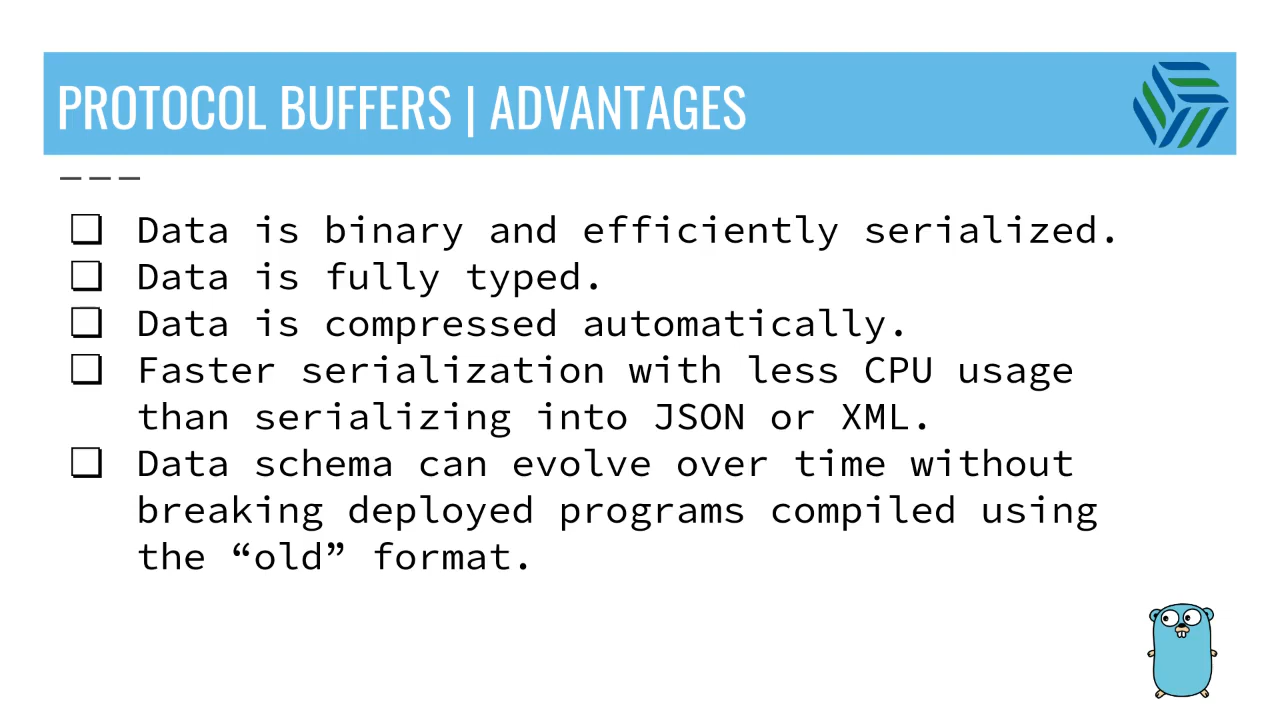 PROTOCOL BUFFERS | ADVANTAGES
❏ Data is binary and efficiently serialized.
❏ Data is fully typed.
❏ Data is compressed automatically.
❏ Faster serialization with less CPU usage
than serializing into JSON or XML.
❏ Data schema can evolve over time without
breaking deployed programs compiled using
the “old” format.